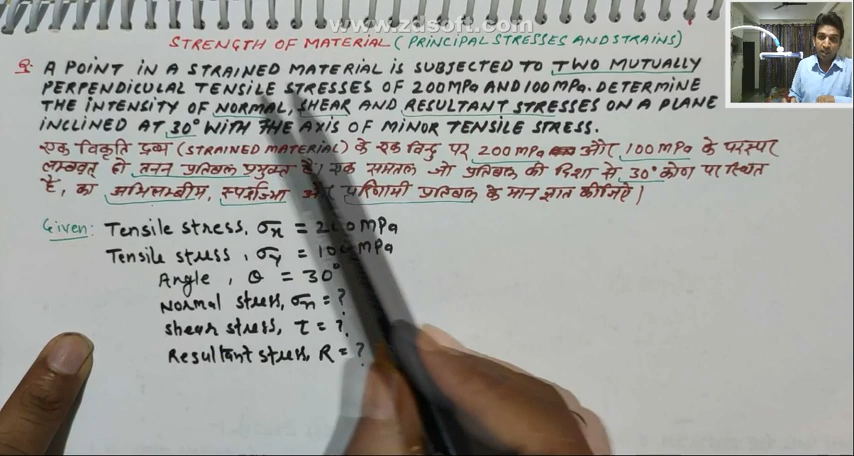 www.zdsoft.com
STRENGTH OF MATERIAL (PRINCIPAL STRESSES AND STRAINS)
Q. A POINT IN A STRAINED MATERIAL IS SUBJECTED TO TWO MUTUALLY
PERPENDICULAR TENSILE STRESSES OF 200MPa AND 100MPa. DETERMINE
THE INTENSITY OF NORMAL, SHEAR AND RESULTANT STRESSES ON A PLANE
INCLINED AT 30° WITH THE AXIS OF MINOR TENSILE STRESS.
एक विकृति द्रव्य (STRAINED MATERIAL) के एक बिन्दु पर 200 MPa और 100 MPa के परस्पर
लम्बवत् दो तनन प्रतिबल प्रयुक्त है। एक समतल जो प्रतिबल की दिशा से 30° कोण पर स्थित
है, का अभिलम्बीय, स्पर्शज्या और परिणामी प्रतिबल के मान ज्ञात कीजिए।
Given: Tensile stress, σx = 200 MPa
Tensile stress, σy = 100 MPa
Angle, θ = 30°
Normal stress, σn = ?
Shear stress, τ = ?
Resultant stress, R = ?